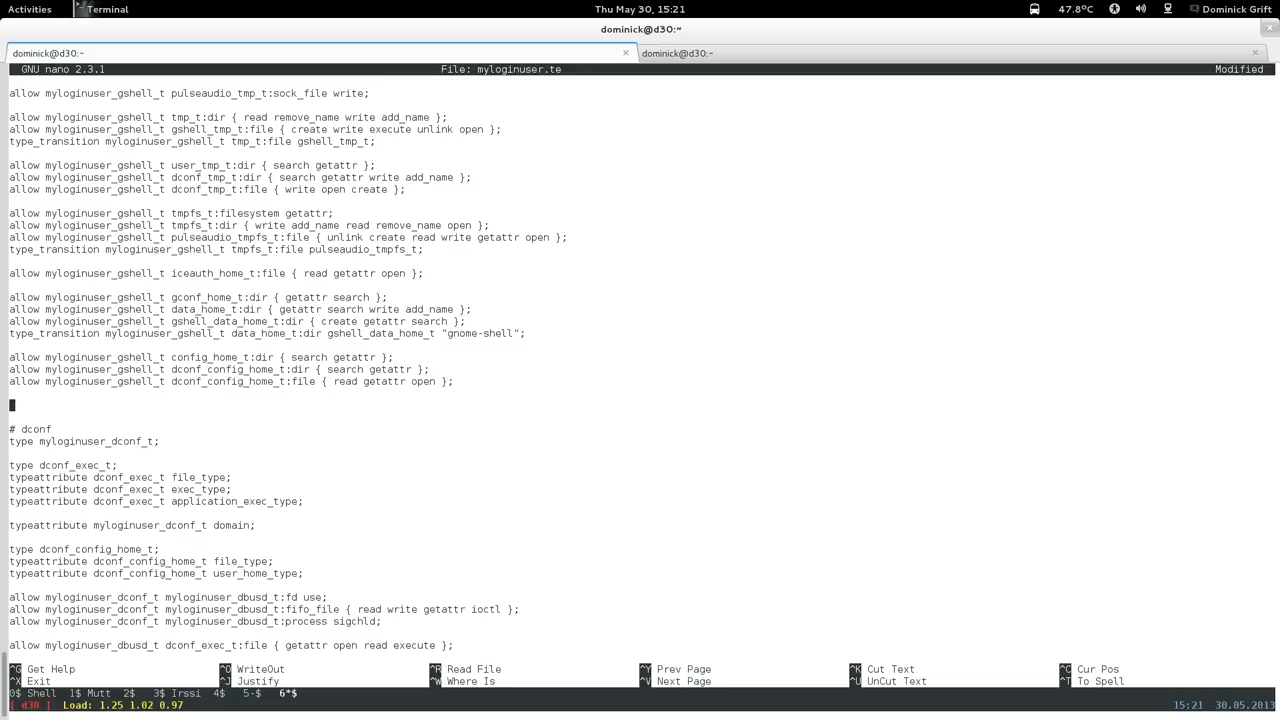 Activities Terminal Thu May 30, 15:21 47.8°C Dominick Grift
dominick@d30:~
dominick@d30:~ × dominick@d30:~ ×
GNU nano 2.3.1 File: myloginuser.te Modified
allow myloginuser_gshell_t pulseaudio_tmp_t:sock_file write;
allow myloginuser_gshell_t tmp_t:dir { read remove_name write add_name };
allow myloginuser_gshell_t gshell_tmp_t:file { create write execute unlink open };
type_transition myloginuser_gshell_t tmp_t:file gshell_tmp_t;
allow myloginuser_gshell_t user_tmp_t:dir { search getattr };
allow myloginuser_gshell_t dconf_tmp_t:dir { search getattr write add_name };
allow myloginuser_gshell_t dconf_tmp_t:file { write open create };
allow myloginuser_gshell_t tmpfs_t:filesystem getattr;
allow myloginuser_gshell_t tmpfs_t:dir { write add_name read remove_name open };
allow myloginuser_gshell_t pulseaudio_tmpfs_t:file { unlink create read write getattr open };
type_transition myloginuser_gshell_t tmpfs_t:file pulseaudio_tmpfs_t;
allow myloginuser_gshell_t iceauth_home_t:file { read getattr open };
allow myloginuser_gshell_t gconf_home_t:dir { getattr search };
allow myloginuser_gshell_t data_home_t:dir { getattr search write add_name };
allow myloginuser_gshell_t gshell_data_home_t:dir { create getattr search };
type_transition myloginuser_gshell_t data_home_t:dir gshell_data_home_t "gnome-shell";
allow myloginuser_gshell_t config_home_t:dir { search getattr };
allow myloginuser_gshell_t dconf_config_home_t:dir { search getattr };
allow myloginuser_gshell_t dconf_config_home_t:file { read getattr open };
# dconf
type myloginuser_dconf_t;
type dconf_exec_t;
typeattribute dconf_exec_t file_type;
typeattribute dconf_exec_t exec_type;
typeattribute dconf_exec_t application_exec_type;
typeattribute myloginuser_dconf_t domain;
type dconf_config_home_t;
typeattribute dconf_config_home_t file_type;
typeattribute dconf_config_home_t user_home_type;
allow myloginuser_dconf_t myloginuser_dbusd_t:fd use;
allow myloginuser_dconf_t myloginuser_dbusd_t:fifo_file { read write getattr ioctl };
allow myloginuser_dconf_t myloginuser_dbusd_t:process sigchld;
allow myloginuser_dbusd_t dconf_exec_t:file { getattr open read execute };
^G Get Help ^O WriteOut ^R Read File ^Y Prev Page ^K Cut Text ^C Cur Pos
^X Exit ^J Justify ^W Where Is ^V Next Page ^U UnCut Text ^T To Spell
0$ Shell 1$ Mutt 2$ 3$ Irssi 4$ 5-$ 6*$
[ d30 ] Load: 1.25 1.02 0.97 15:21 30.05.2013